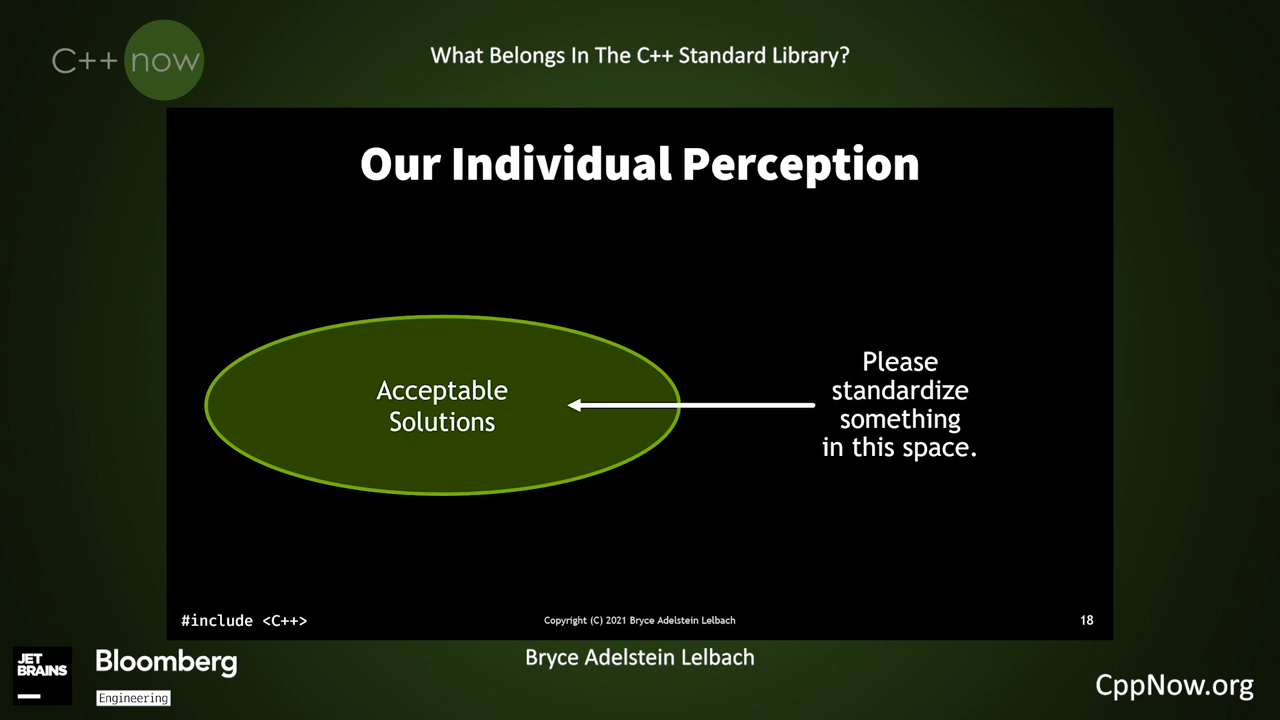 C++ now
What Belongs In The C++ Standard Library?
Our Individual Perception
Acceptable
Solutions
Please
standardize
something
in this space.
#include <C++>
Copyright (C) 2021 Bryce Adelstein Lelbach
18
JET
BRAINS
Bloomberg
Engineering
Bryce Adelstein Lelbach
CppNow.org